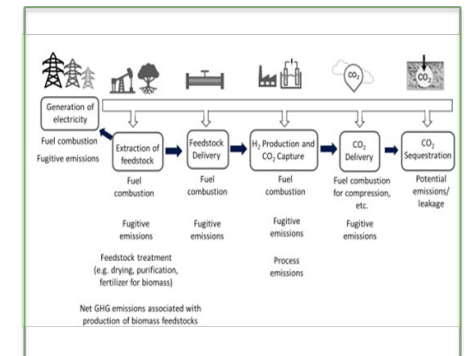 CO₂
CO₂
Generation of
electricity
Fuel combustion
Fugitive emissions
Extraction of
feedstock
Fuel
combustion
Fugitive
emissions
Feedstock treatment
(e.g. drying, purification,
fertilizer for biomass)
Net GHG emissions associated with
production of biomass feedstocks
Feedstock
Delivery
Fuel
combustion
Fugitive
emissions
H₂ Production and
CO₂ Capture
Fuel
combustion
Fugitive
emissions
Process
emissions
CO₂
Delivery
Fuel combustion
for compression,
etc.
Fugitive
emissions
CO₂
Sequestration
Potential
emissions/
leakage